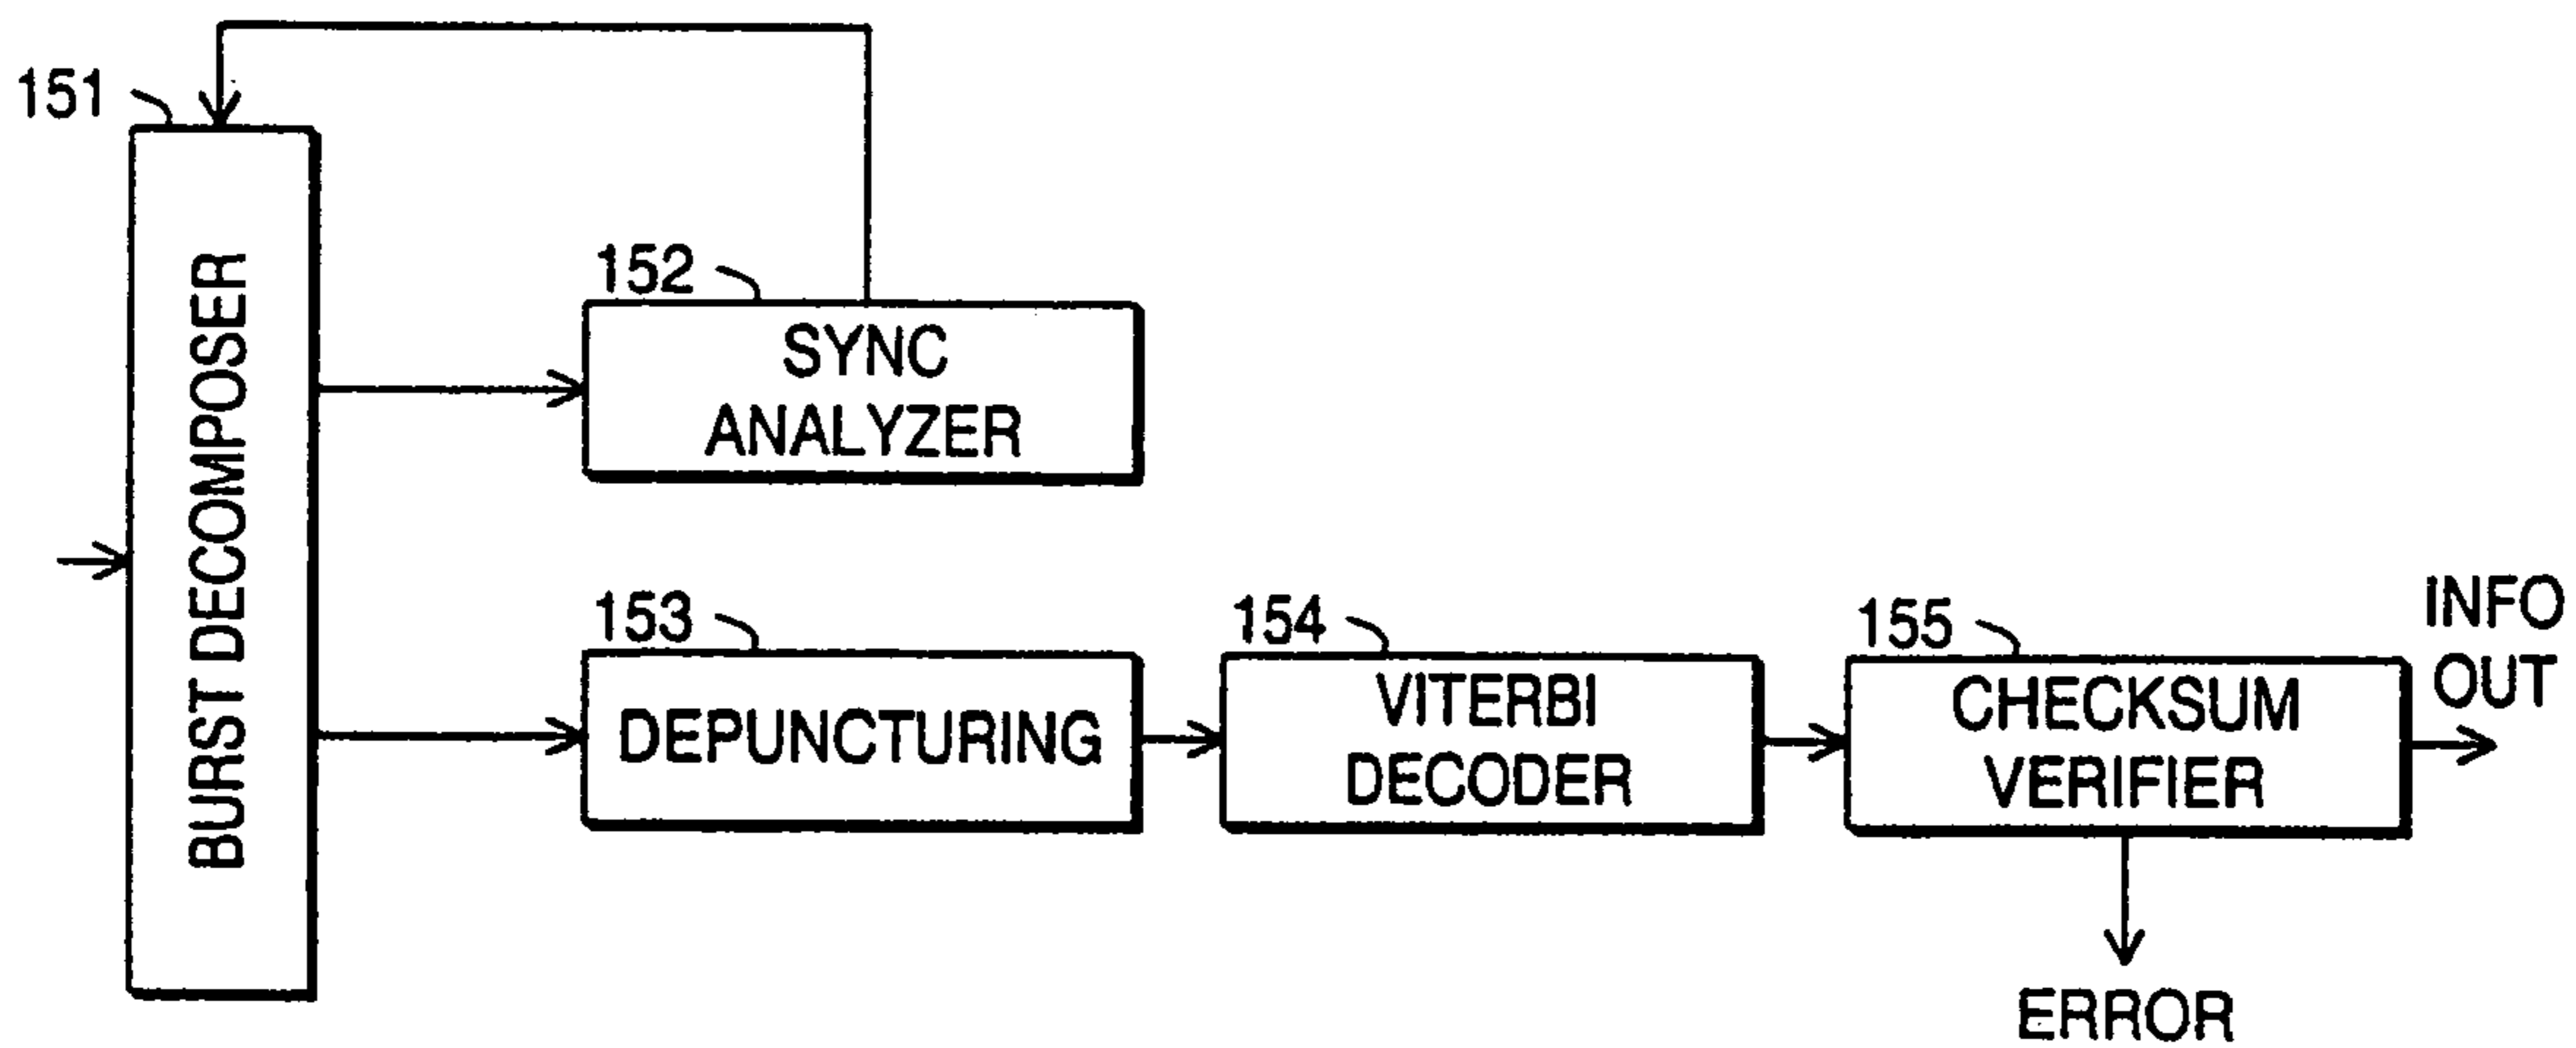 151
BURST DECOMPOSER
152
SYNC
ANALYZER
153
DEPUNCTURING
154
VITERBI
DECODER
155
CHECKSUM
VERIFIER
INFO
OUT
ERROR